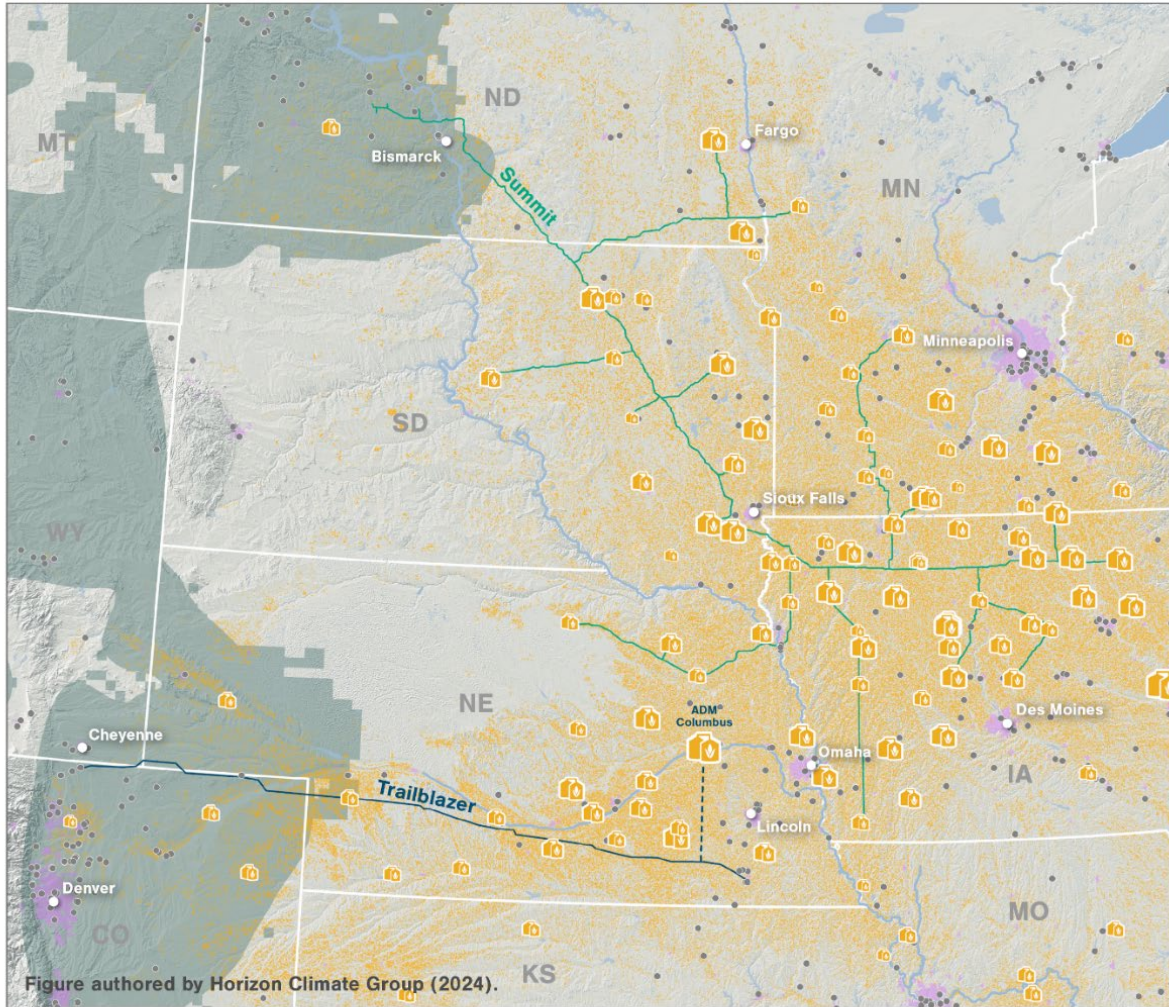 ND
MT
Fargo
Bismarck
MN
Summit
Minneapolis
SD
Sioux Falls
WY
NE
ADM
Columbus
Des Moines
Cheyenne
Omaha
IA
Trailblazer
Lincoln
Denver
MO
CO
KS
Figure authored by Horizon Climate Group (2024).